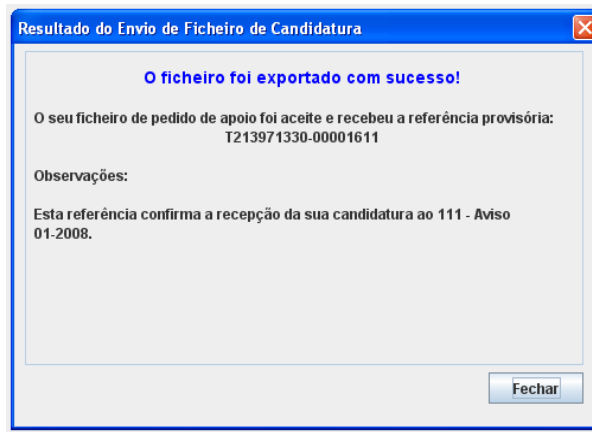 Resultado do Envio de Ficheiro de Candidatura
O ficheiro foi exportado com sucesso!
O seu ficheiro de pedido de apoio foi aceite e recebeu a referência provisória:
T213971330-00001611
Observações:
Esta referência confirma a recepção da sua candidatura ao 111 - Aviso
01-2008.
Fechar